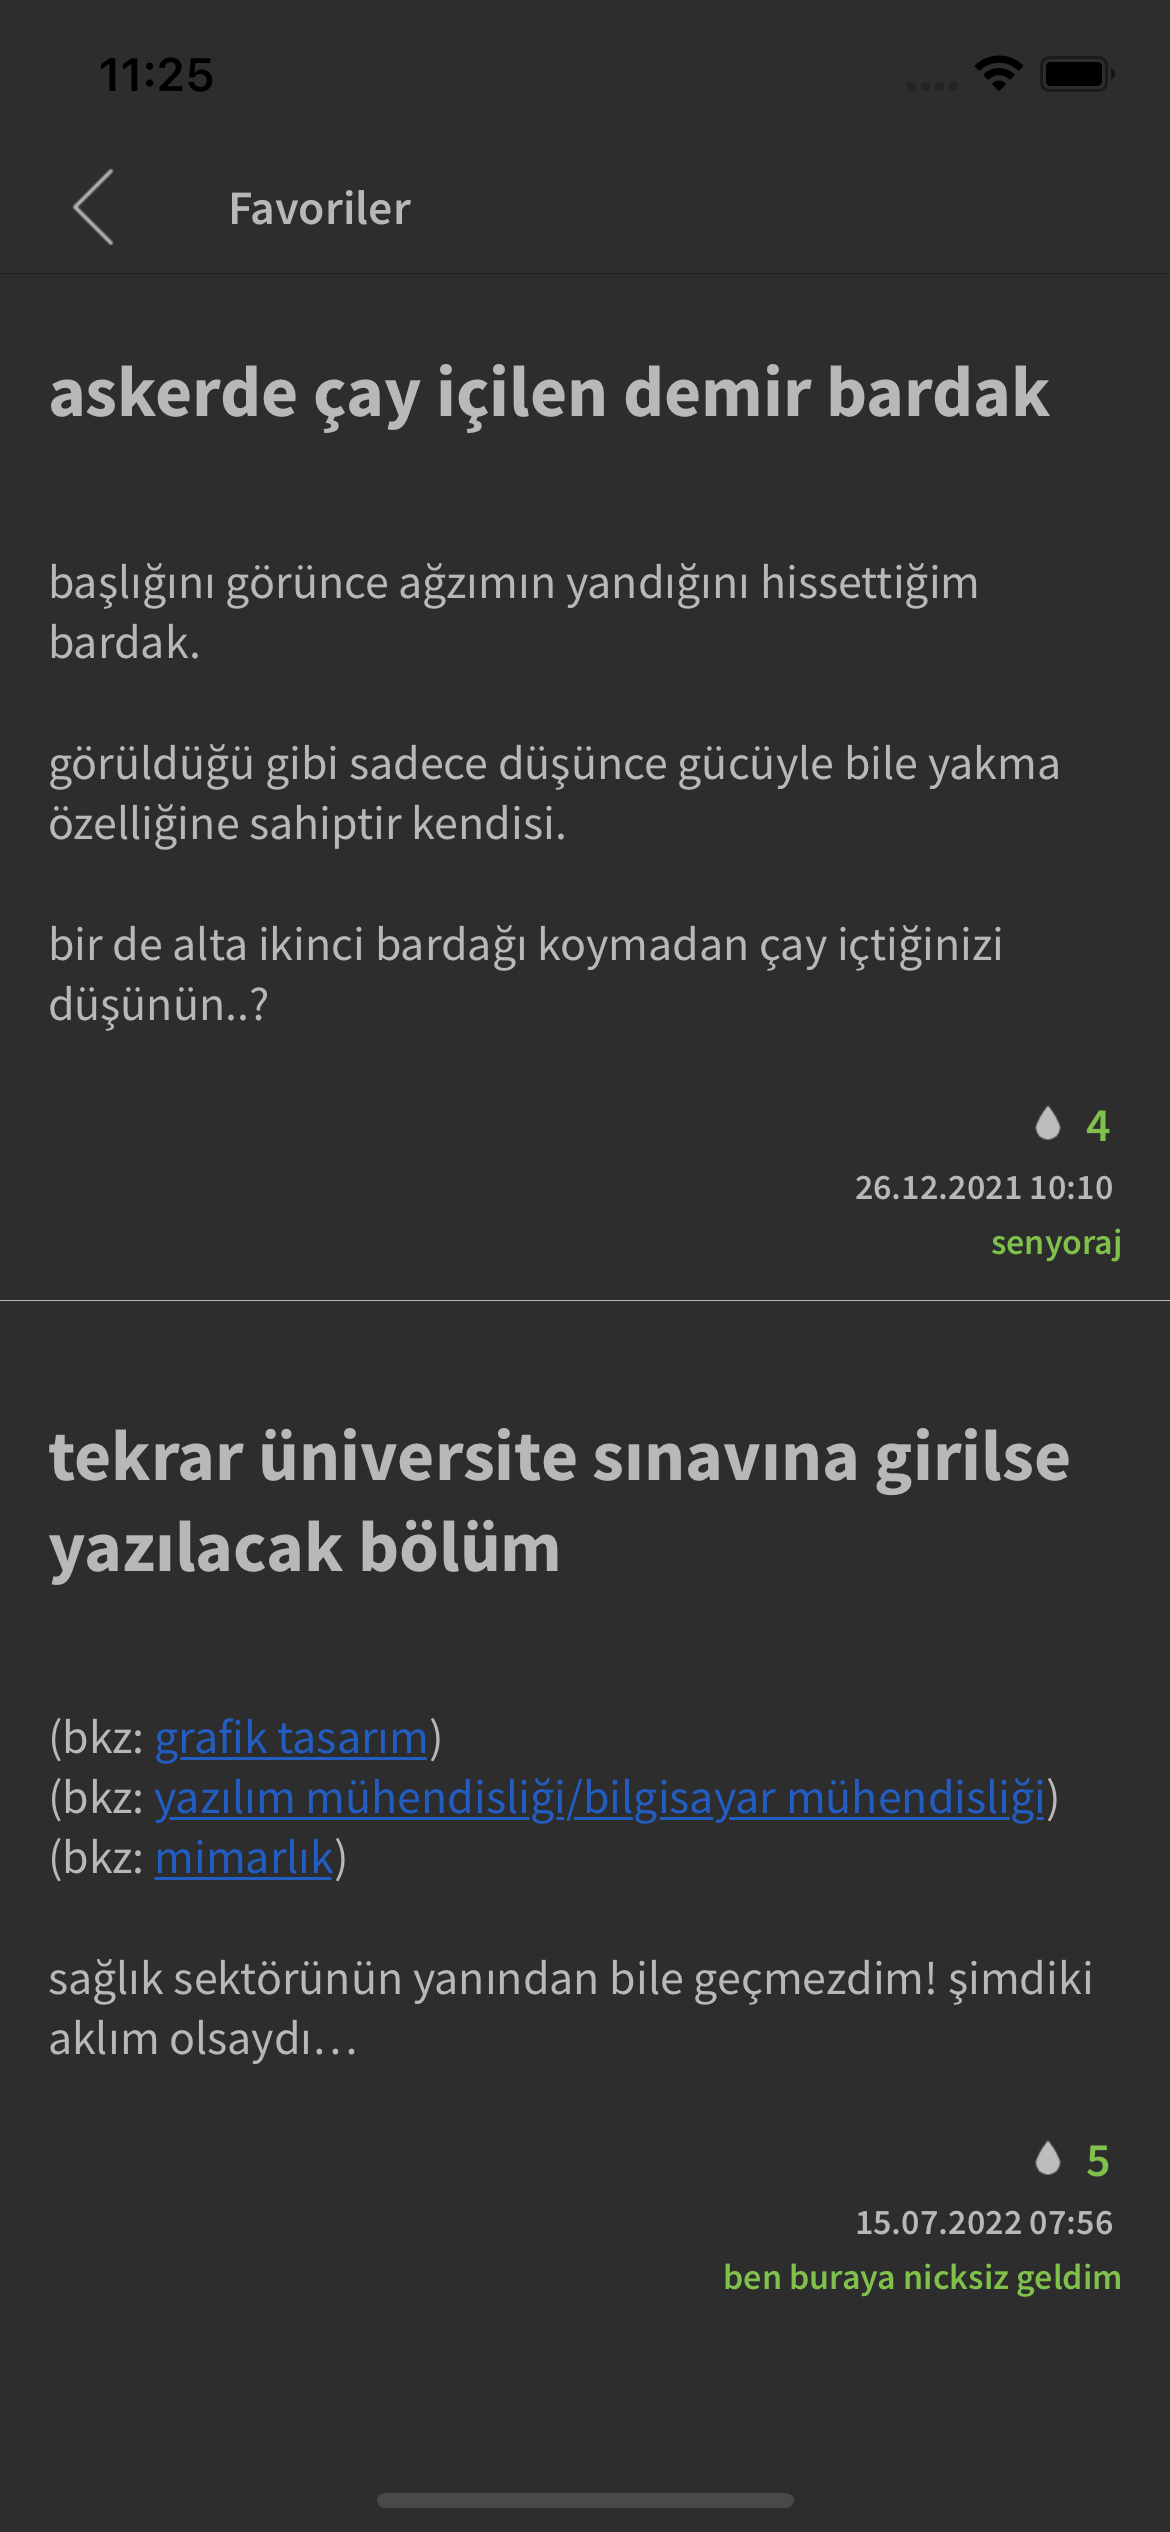 11:25
Favoriler
askerde çay içilen demir bardak
başlığını görünce ağzımın yandığını hissettiğim
bardak.
görüldüğü gibi sadece düşünce gücüyle bile yakma
özelliğine sahiptir kendisi.
bir de alta ikinci bardağı koymadan çay içtiğinizi
düşünün..?
4
26.12.2021 10:10
senyoraj
tekrar üniversite sınavına girilse
yazılacak bölüm
(bkz: grafik tasarım)
(bkz: yazılım mühendisliği/bilgisayar mühendisliği)
(bkz: mimarlık)
sağlık sektörünün yanından bile geçmezdim! şimdiki
aklım olsaydı...
5
15.07.2022 07:56
ben buraya nicksiz geldim